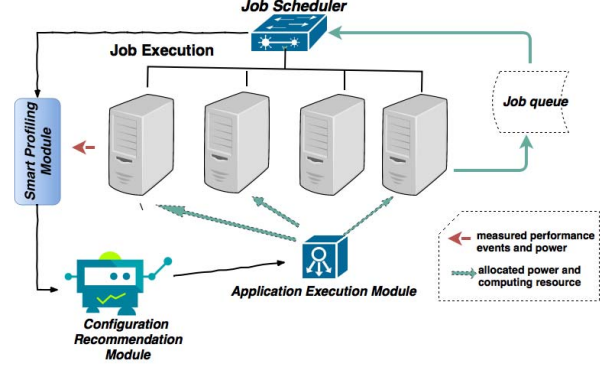 Job Scheduler
Job Execution
Job queue
Smart Profiling
Module
measured performance
events and power
allocated power and
computing resource
Application Execution Module
Configuration
Recommendation
Module